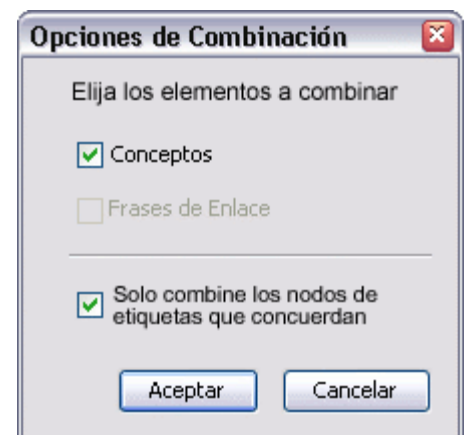 Opciones de Combinación
Elija los elementos a combinar
Conceptos
Frases de Enlace
Solo combine los nodos de
etiquetas que concuerdan
Aceptar Cancelar